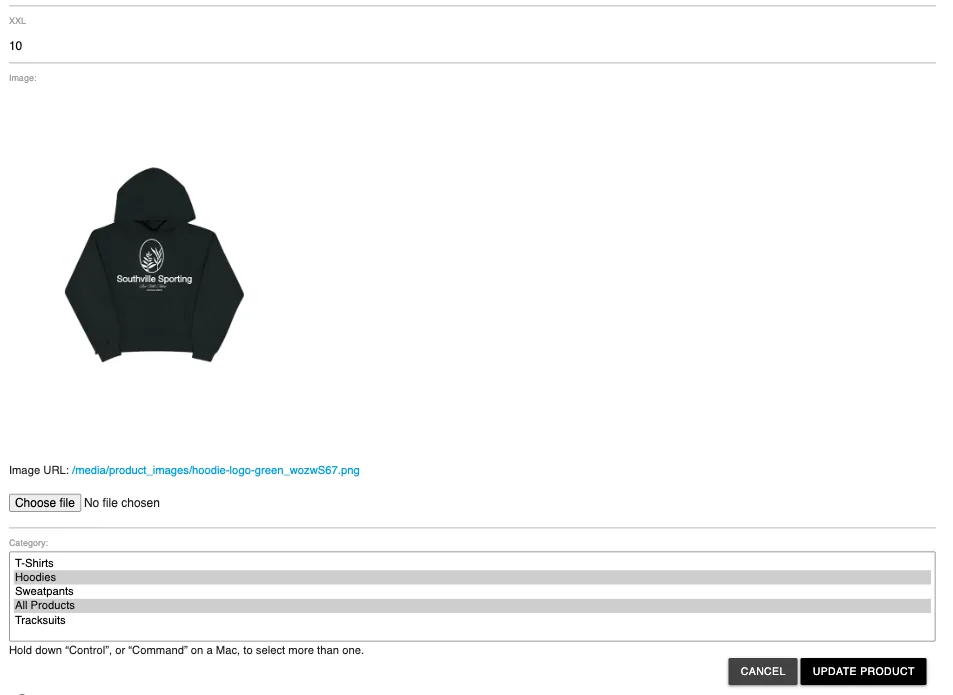 XXL
10
Image:
Southville Sporting
Image URL: /media/product_images/hoodie-logo-green_wozwS67.png
Choose file No file chosen
Category:
T-Shirts
Hoodies
Sweatpants
All Products
Tracksuits
Hold down “Control”, or “Command” on a Mac, to select more than one.
CANCEL UPDATE PRODUCT